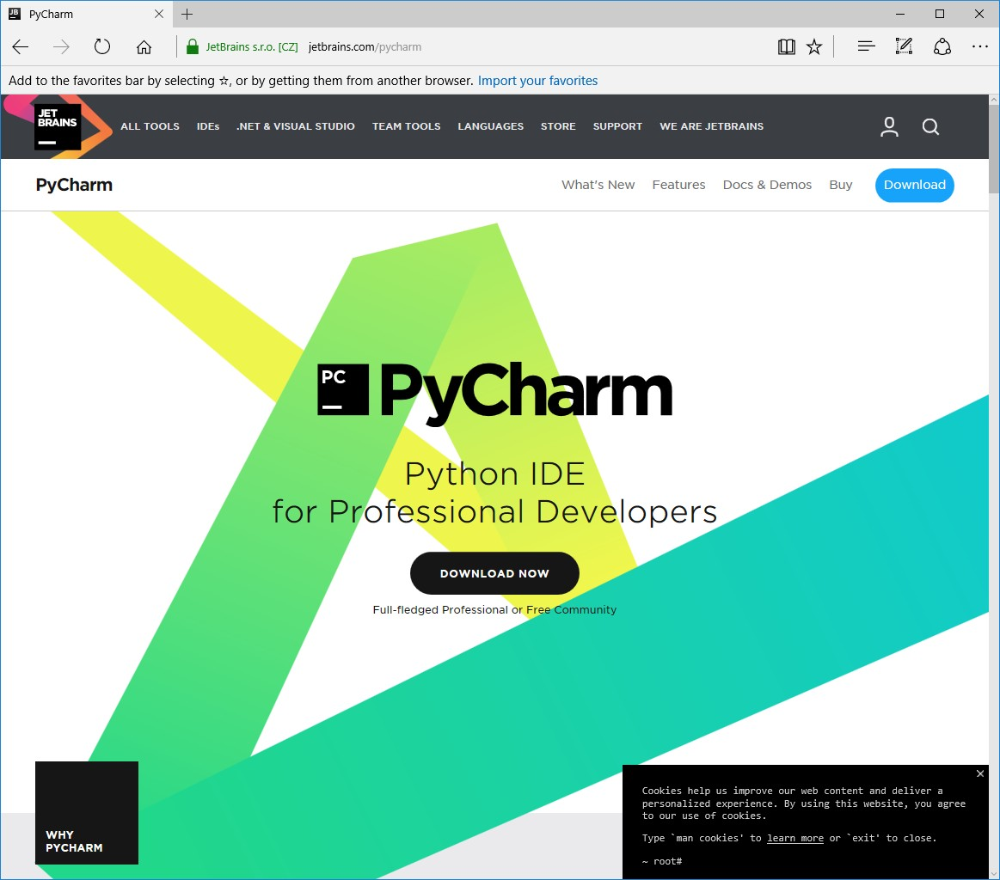 JB PyCharm
JetBrains s.r.o. [CZ] jetbrains.com/pycharm
Add to the favorites bar by selecting ☆, or by getting them from another browser. Import your favorites
JET
BRAINS
ALL TOOLS IDEs .NET & VISUAL STUDIO TEAM TOOLS LANGUAGES STORE SUPPORT WE ARE JETBRAINS
PyCharm What's New Features Docs & Demos Buy Download
PC PyCharm
Python IDE
for Professional Developers
DOWNLOAD NOW
Full-fledged Professional or Free Community
WHY
PYCHARM
Cookies help us improve our web content and deliver a
personalized experience. By using this website, you agree
to our use of cookies.
Type `man cookies' to learn more or `exit' to close.
~ root#